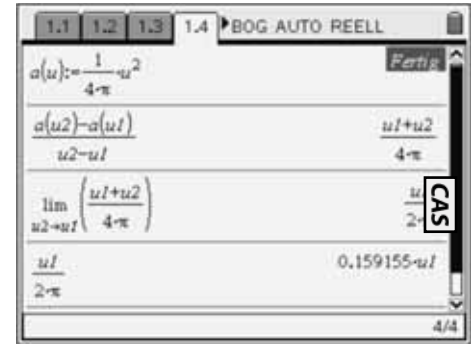 1.1 1.2 1.3 1.4 BOG AUTO REELL
a(u):=1/(4·π)·u² Fertig
(a(u2)-a(u1))/(u2-u1) (u1+u2)/(4·π)
lim u2→u1 ((u1+u2)/(4·π))
CAS
u1/(2·π) 0.159155·u1
4/4